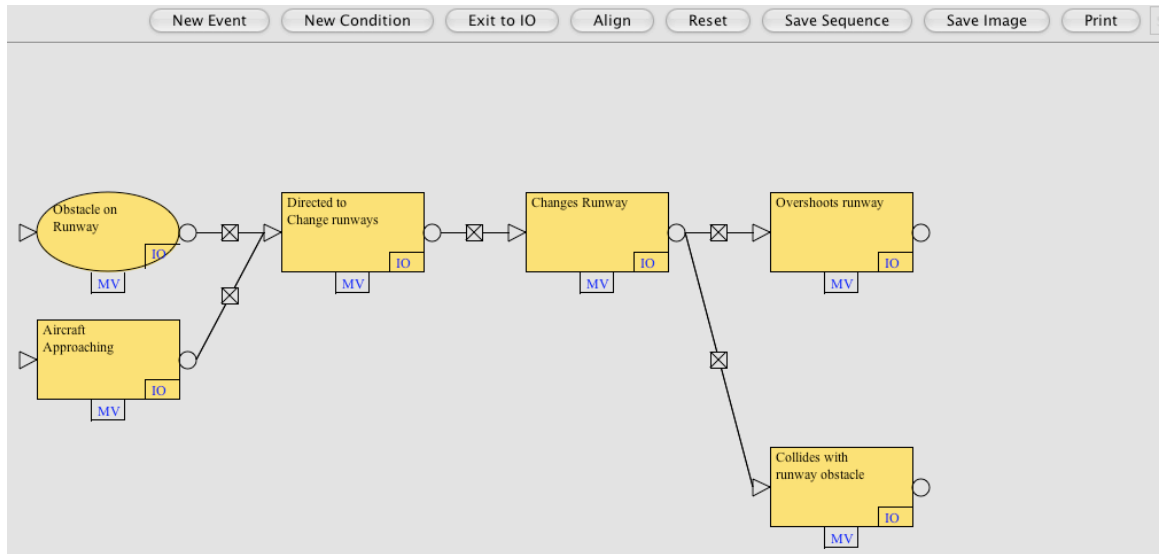 New Event New Condition Exit to IO Align Reset Save Sequence Save Image Print
Obstacle on
Runway
IO
MV
Directed to
Change runways
IO
MV
Changes Runway
IO
MV
Overshoots runway
IO
MV
Aircraft
Approaching
IO
MV
Collides with
runway obstacle
IO
MV